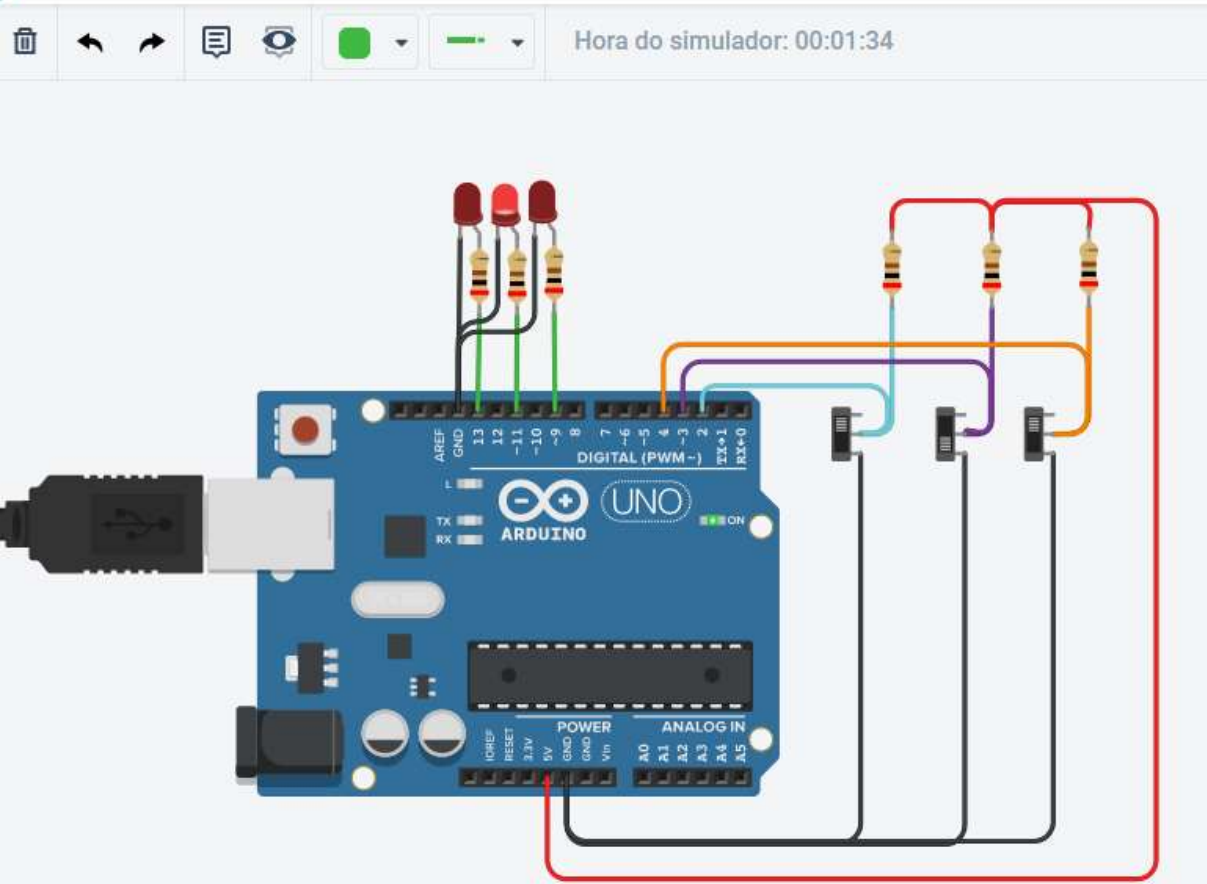 Hora do simulador: 00:01:34
AREF
GND
13
12
~11
~10
~9
8
7
~6
~5
4
~3
2
TX→1
RX←0
DIGITAL (PWM~)
L
TX
RX
ARDUINO
UNO
ON
POWER
ANALOG IN
IOREF
RESET
3.3V
5V
GND
GND
Vin
A0
A1
A2
A3
A4
A5